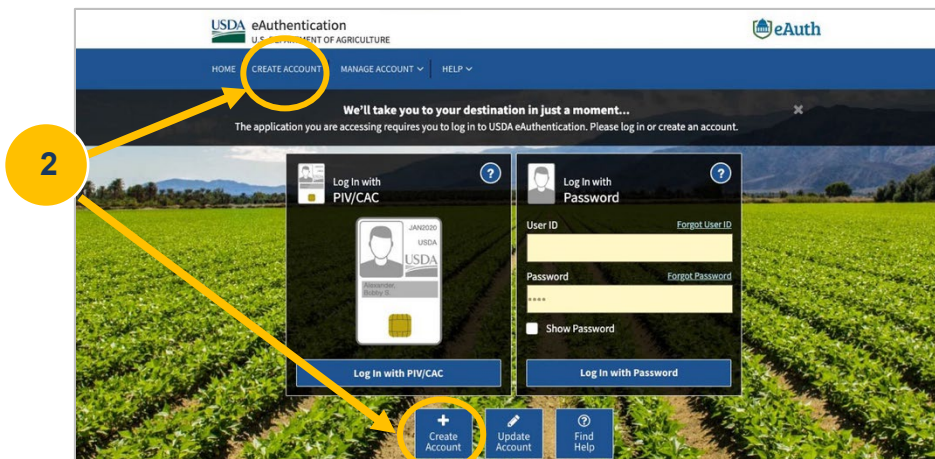 USDA eAuthentication
U.S. DEPARTMENT OF AGRICULTURE
eAuth
HOME CREATE ACCOUNT MANAGE ACCOUNT HELP
We'll take you to your destination in just a moment...
The application you are accessing requires you to log in to USDA eAuthentication. Please log in or create an account.
2
Log In with
PIV/CAC
?
JAN2020
USDA
USDA
Alexander,
Bobby II.
Log In with PIV/CAC
Log In with
Password
?
User ID Forgot User ID
Password Forgot Password
Show Password
Log In with Password
Create
Account
Update
Account
?
Find
Help